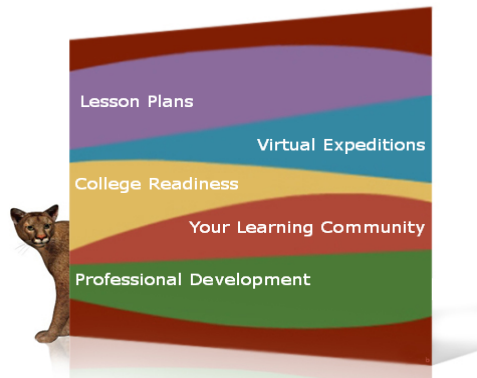 Lesson Plans
Virtual Expeditions
College Readiness
Your Learning Community
Professional Development